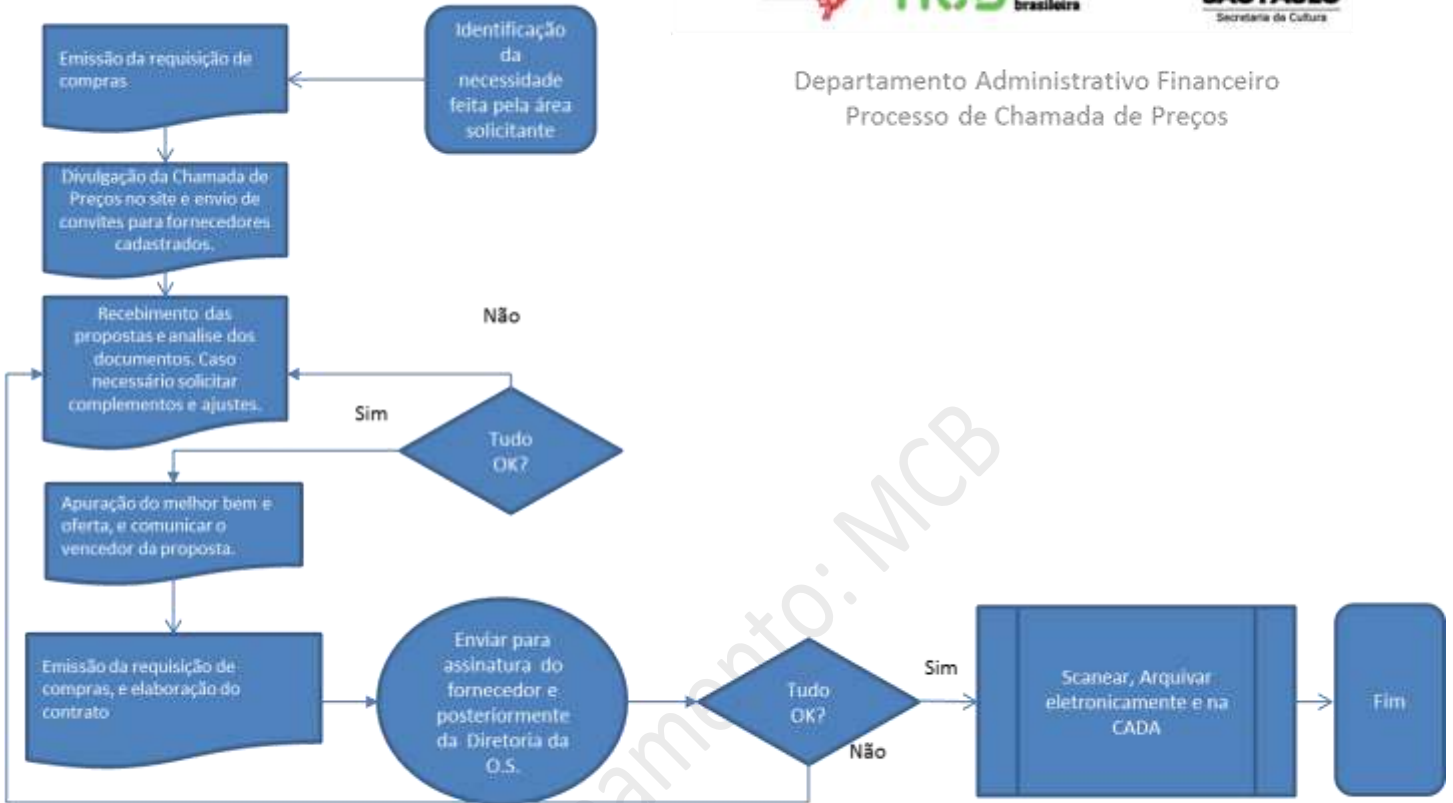 brasileira
SÃO PAULO
Secretaria da Cultura
Departamento Administrativo Financeiro
Processo de Chamada de Preços
Identificação
da
necessidade
feita pela área
solicitante
Emissão da requisição de
compras
Divulgação da Chamada de
Preços no site e envio de
convites para fornecedores
cadastrados.
Recebimento das
propostas e analise dos
documentos. Caso
necessário solicitar
complementos e ajustes.
Não
Sim
Tudo
OK?
Apuração do melhor bem e
oferta, e comunicar o
vencedor da proposta.
Emissão da requisição de
compras, e elaboração do
contrato
Enviar para
assinatura do
fornecedor e
posteriormente
da Diretoria da
O.S.
Tudo
OK?
Sim
Não
Scanear, Arquivar
eletronicamente e na
CADA
Fim
amento: MCB